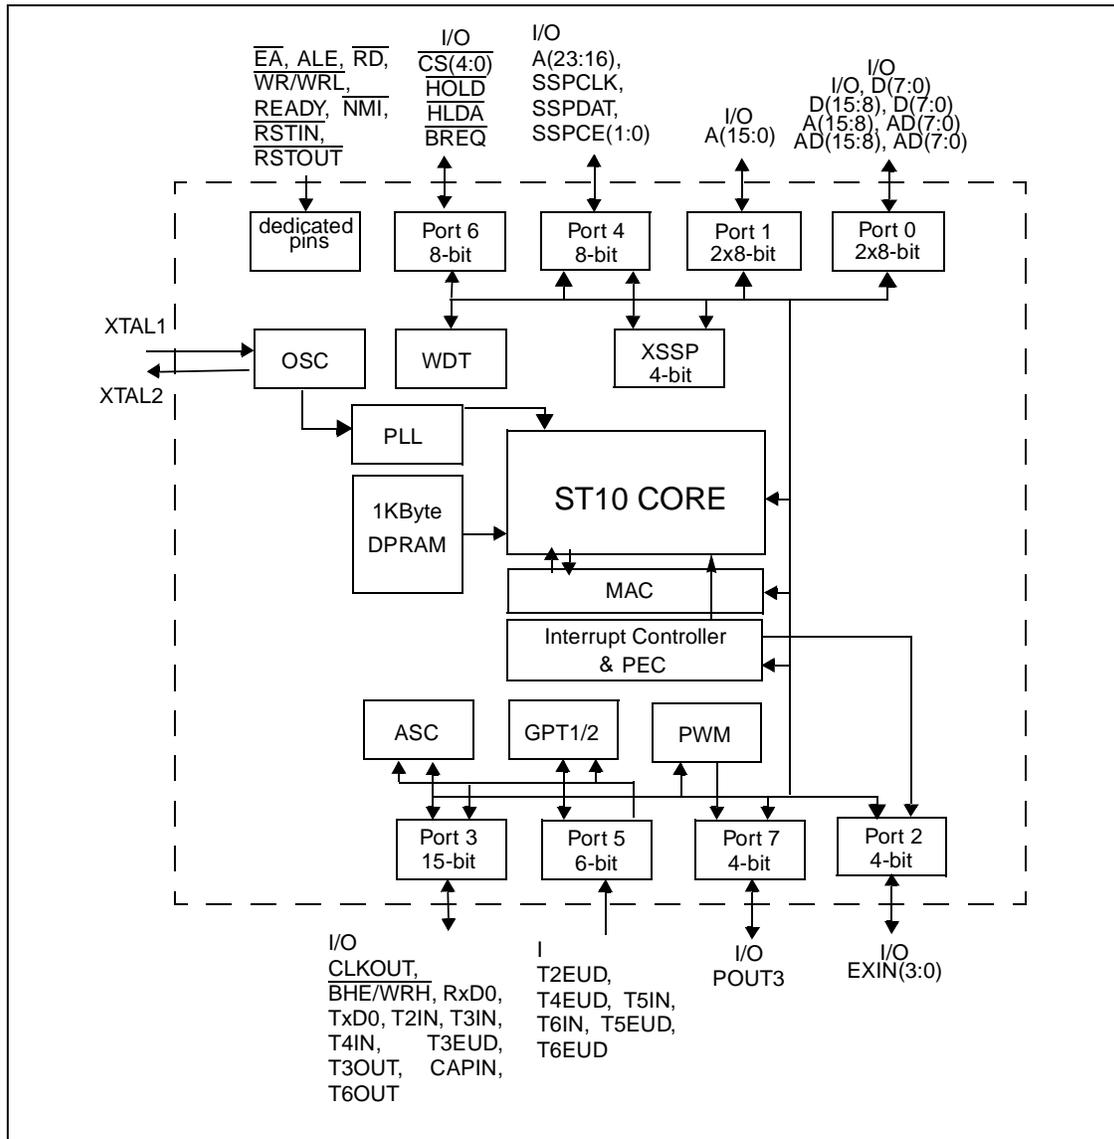 EA, ALE, RD,
WR/WRL,
READY, NMI,
RSTIN,
RSTOUT
I/O
CS(4:0)
HOLD
HLDA
BREQ
I/O
A(23:16),
SSPCLK,
SSPDAT,
SSPCE(1:0)
I/O
A(15:0)
I/O
I/O, D(7:0)
D(15:8), D(7:0)
A(15:8), AD(7:0)
AD(15:8), AD(7:0)
dedicated
pins
Port 6
8-bit
Port 4
8-bit
Port 1
2x8-bit
Port 0
2x8-bit
XTAL1
XTAL2
OSC
WDT
XSSP
4-bit
PLL
1KByte
DPRAM
ST10 CORE
MAC
Interrupt Controller
& PEC
ASC
GPT1/2
PWM
Port 3
15-bit
Port 5
6-bit
Port 7
4-bit
Port 2
4-bit
I/O
CLKOUT,
BHE/WRH, RxD0,
TxD0, T2IN, T3IN,
T4IN, T3EUD,
T3OUT, CAPIN,
T6OUT
I
T2EUD,
T4EUD, T5IN,
T6IN, T5EUD,
T6EUD
I/O
POUT3
I/O
EXIN(3:0)